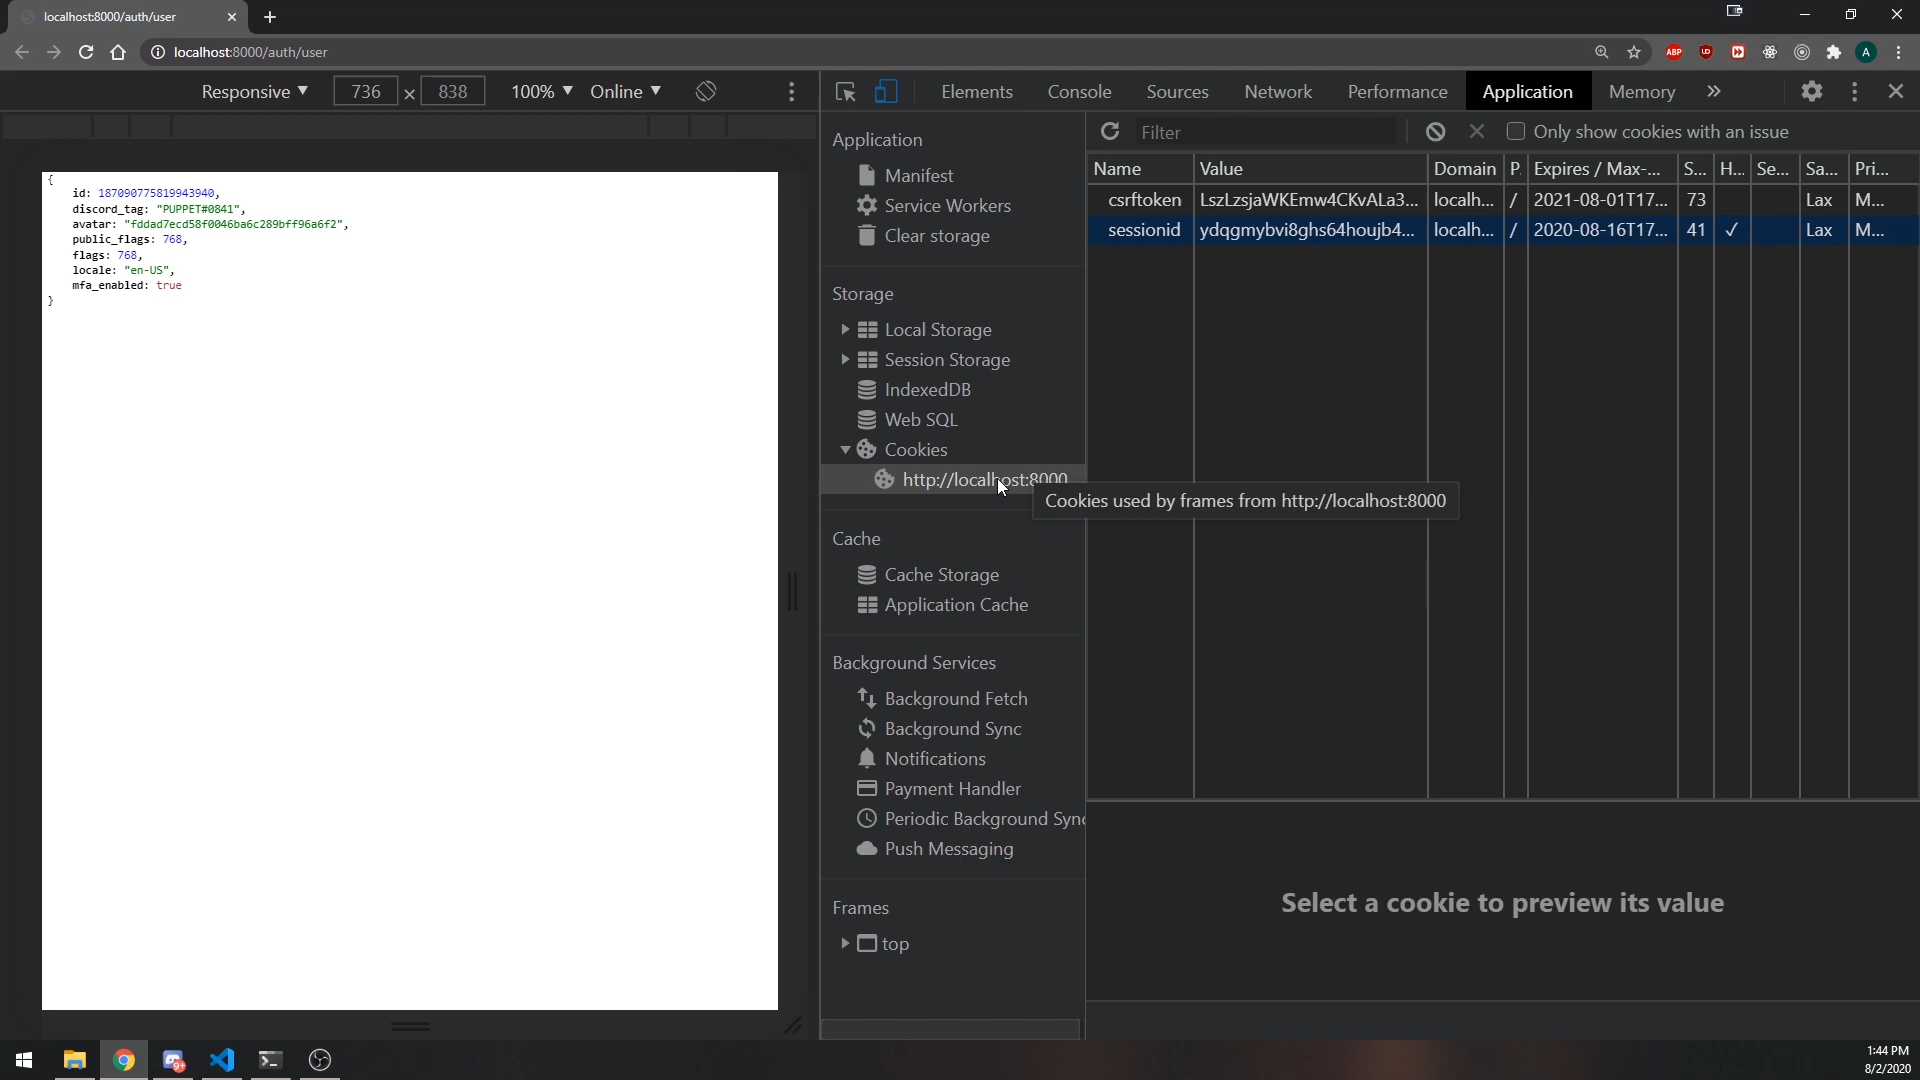 localhost:8000/auth/user
localhost:8000/auth/user
ABP
A
Responsive 736 × 838 100% Online
Elements Console Sources Network Performance Application Memory »
Filter Only show cookies with an issue
{
id: 187090775819943940,
discord_tag: "PUPPET#0841",
avatar: "fddad7ecd58f0046ba6c289bff96a6f2",
public_flags: 768,
flags: 768,
locale: "en-US",
mfa_enabled: true
}
Application
Manifest
Service Workers
Clear storage
Storage
Local Storage
Session Storage
IndexedDB
Web SQL
Cookies
http://localhost:8000
Cache
Cache Storage
Application Cache
Background Services
Background Fetch
Background Sync
Notifications
Payment Handler
Periodic Background Sync
Push Messaging
Frames
top
Name Value Domain P. Expires / Max-... S... H... Se... Sa... Pri...
csrftoken LszLzsjaWKEmw4CKvALa3... localh... / 2021-08-01T17... 73 Lax M...
sessionid ydqgmybvi8ghs64houjb4... localh... / 2020-08-16T17... 41 ✓ Lax M...
Cookies used by frames from http://localhost:8000
Select a cookie to preview its value
1:44 PM
8/2/2020